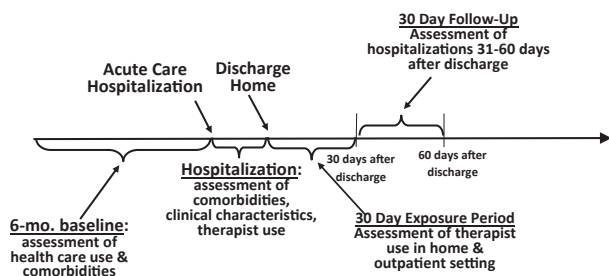 30 Day Follow-Up
Assessment of
hospitalizations 31-60 days
after discharge
Acute Care
Hospitalization
Discharge
Home
30 days after
discharge
60 days after
discharge
6-mo. baseline:
assessment of
health care use &
comorbidities
Hospitalization:
assessment of
comorbidities,
clinical characteristics,
therapist use
30 Day Exposure Period
Assessment of therapist
use in home &
outpatient setting